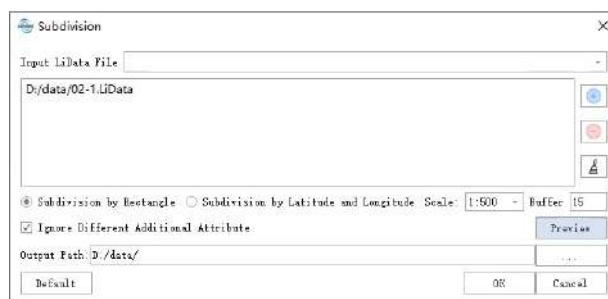 Subdivision
Input LiData File
D:/data/02-1.LiData
Subdivision by Rectangle Subdivision by Latitude and Longitude Scale: 1:500 Buffer 15
Ignore Different Additional Attribute Preview
Output Path: D:/data/ ...
Default OK Cancel